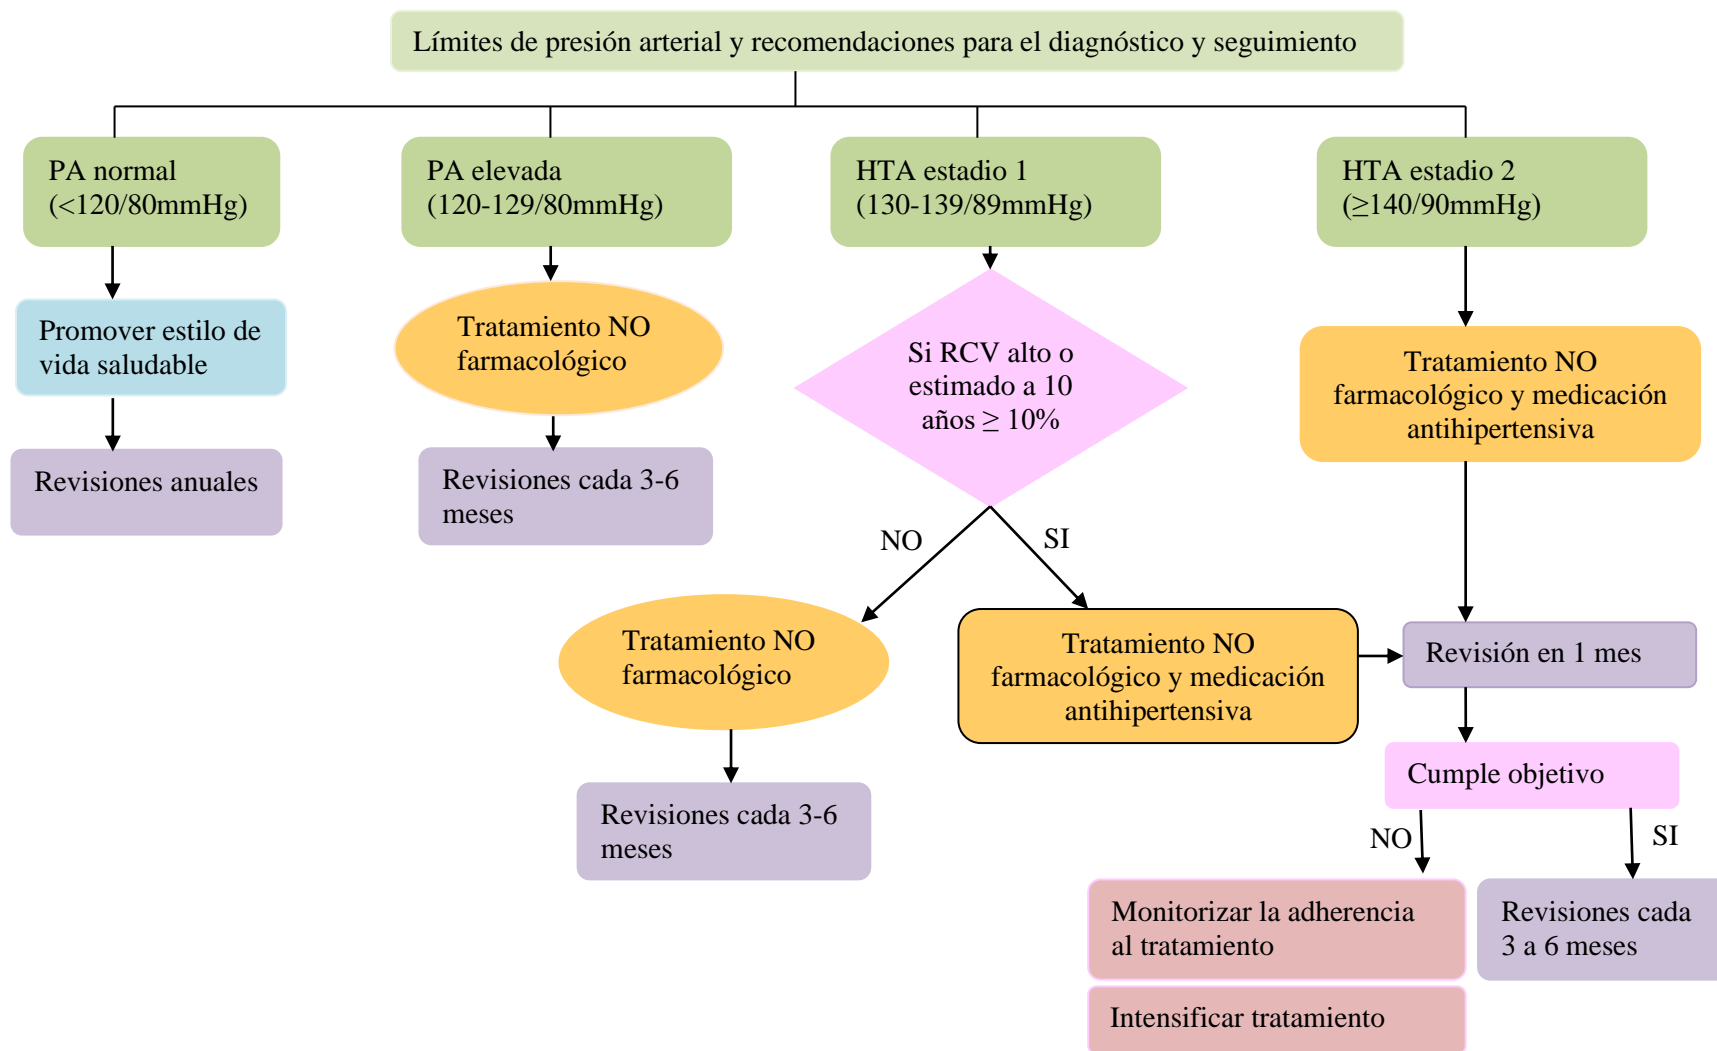 Límites de presión arterial y recomendaciones para el diagnóstico y seguimiento
PA normal
(<120/80mmHg)
PA elevada
(120-129/80mmHg)
HTA estadio 1
(130-139/89mmHg)
HTA estadio 2
(≥140/90mmHg)
Promover estilo de
vida saludable
Tratamiento NO
farmacológico
Si RCV alto o
estimado a 10
años ≥ 10%
Tratamiento NO
farmacológico y medicación
antihipertensiva
Revisiones anuales
Revisiones cada 3-6
meses
NO
SI
Tratamiento NO
farmacológico
Tratamiento NO
farmacológico y medicación
antihipertensiva
Revisión en 1 mes
Revisiones cada 3-6
meses
Cumple objetivo
NO
SI
Monitorizar la adherencia
al tratamiento
Revisiones cada
3 a 6 meses
Intensificar tratamiento